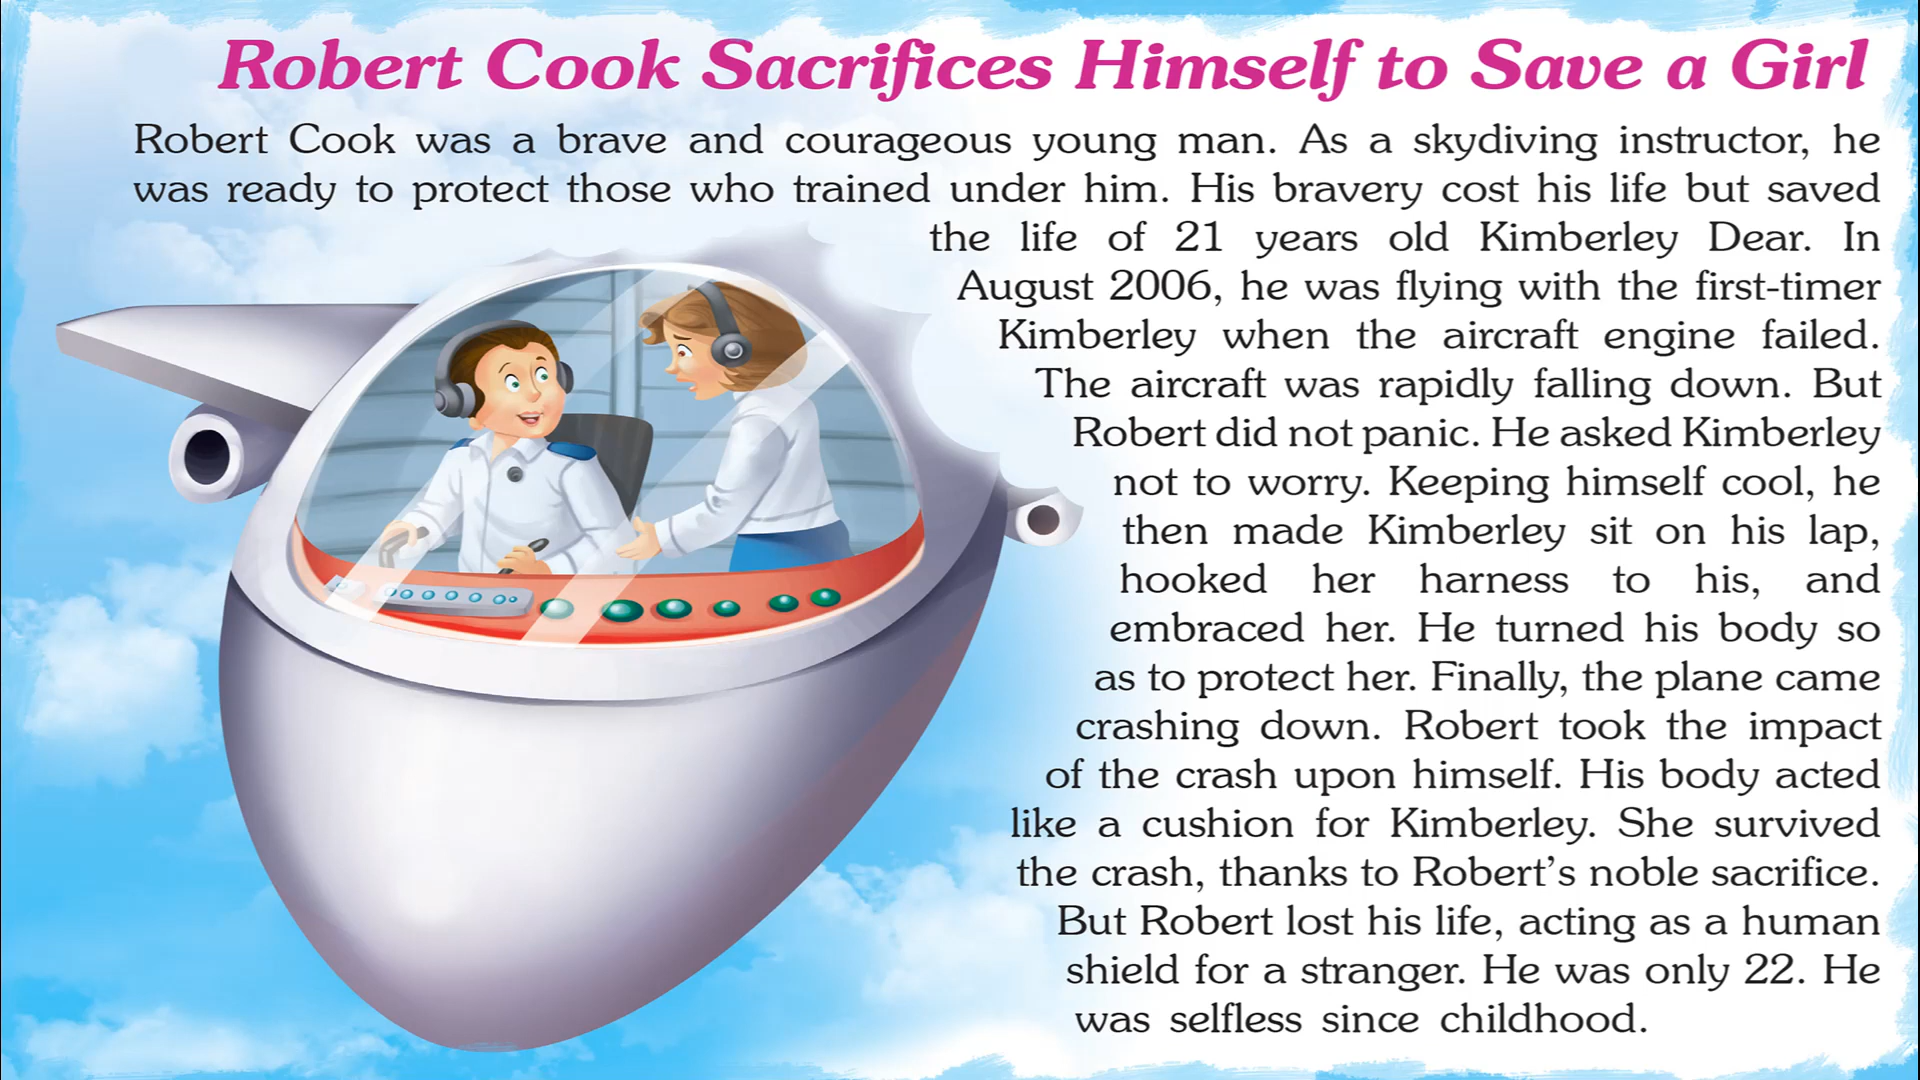 Robert Cook Sacrifices Himself to Save a Girl
Robert Cook was a brave and courageous young man. As a skydiving instructor, he
was ready to protect those who trained under him. His bravery cost his life but saved
the life of 21 years old Kimberley Dear. In
August 2006, he was flying with the first-timer
Kimberley when the aircraft engine failed.
The aircraft was rapidly falling down. But
Robert did not panic. He asked Kimberley
not to worry. Keeping himself cool, he
then made Kimberley sit on his lap,
hooked her harness to his, and
embraced her. He turned his body so
as to protect her. Finally, the plane came
crashing down. Robert took the impact
of the crash upon himself. His body acted
like a cushion for Kimberley. She survived
the crash, thanks to Robert's noble sacrifice.
But Robert lost his life, acting as a human
shield for a stranger. He was only 22. He
was selfless since childhood.